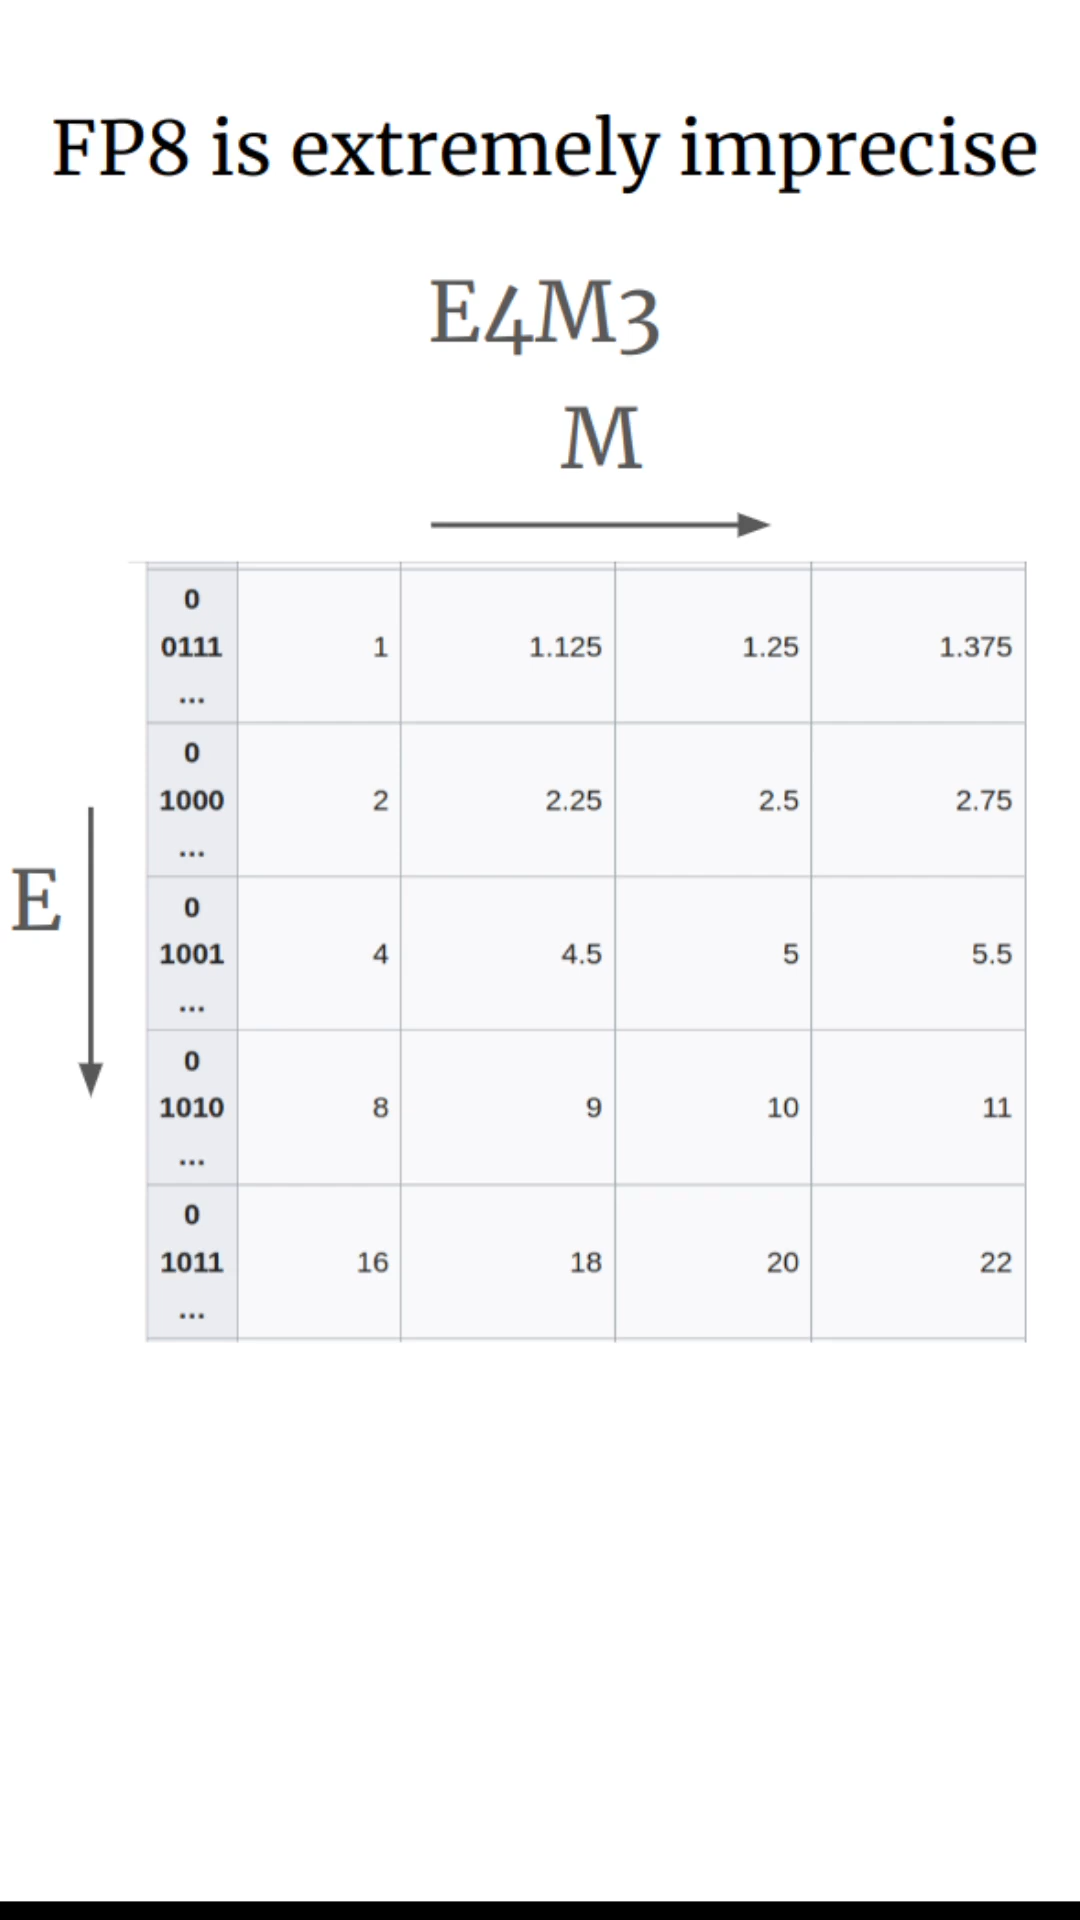 FP8 is extremely imprecise
E4M3
M
E
0
0111 1 1.125 1.25 1.375
...
0
1000 2 2.25 2.5 2.75
...
0
1001 4 4.5 5 5.5
...
0
1010 8 9 10 11
...
0
1011 16 18 20 22
...